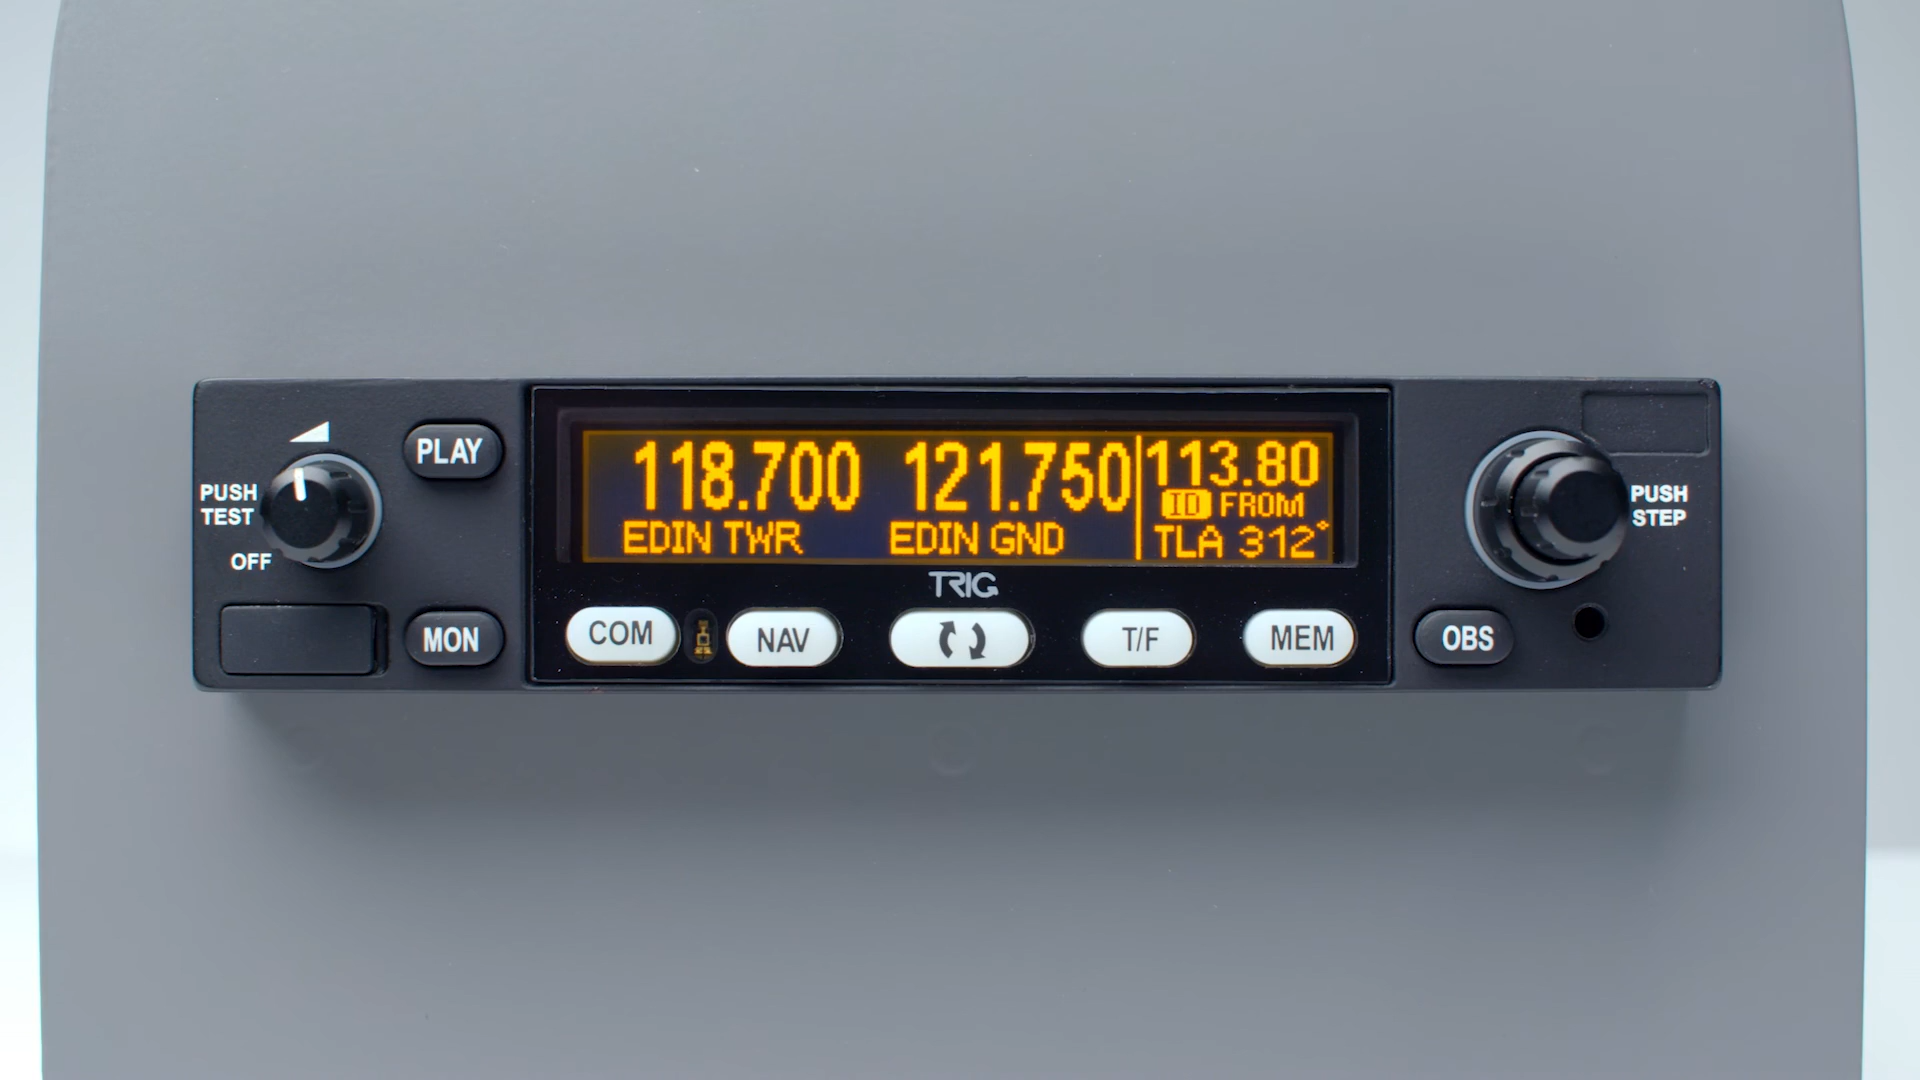 PUSH
TEST
OFF
PLAY
MON
118.700 121.750 113.80
ID FROM
EDIN TWR EDIN GND TLA 312°
TRIG
COM NAV T/F MEM
PUSH
STEP
OBS